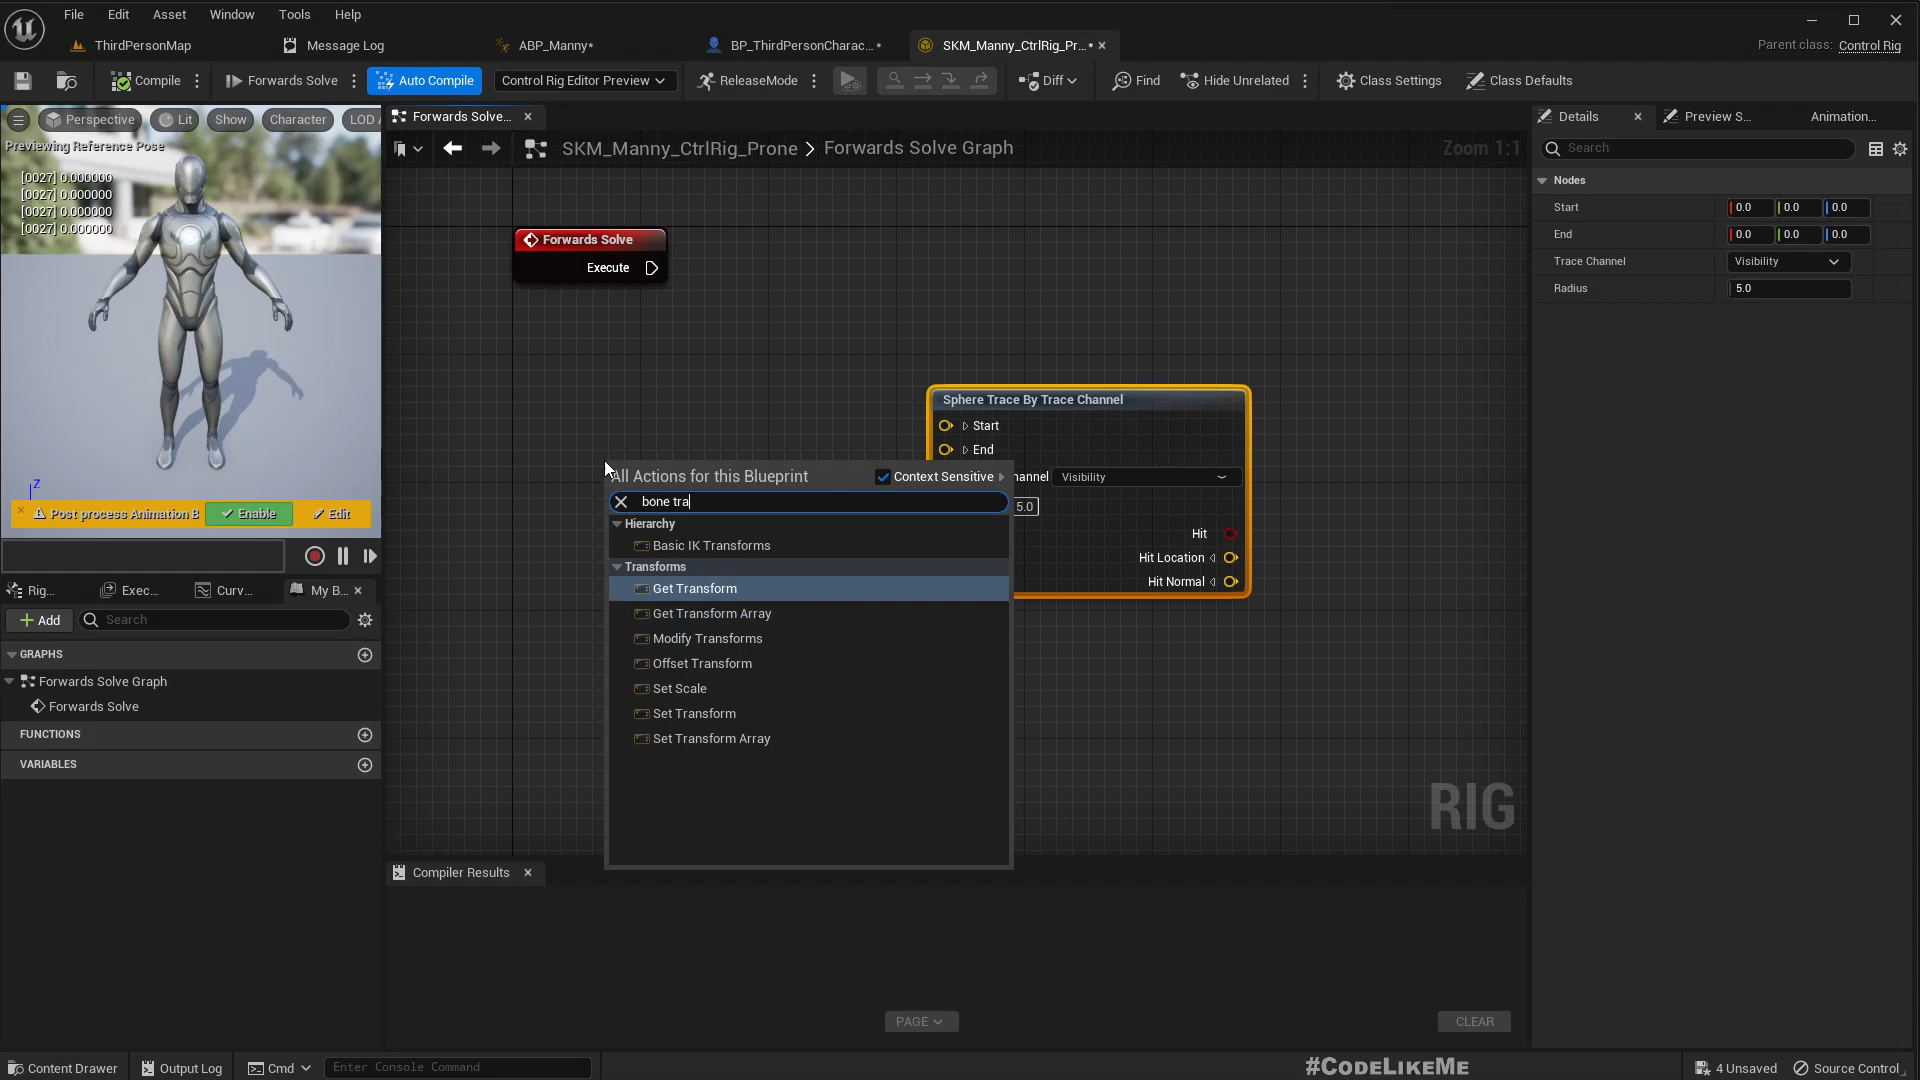 File Edit Asset Window Tools Help
ThirdPersonMap Message Log ABP_Manny* BP_ThirdPersonCharac...* SKM_Manny_CtrlRig_Pr...* Parent class: Control Rig
Compile Forwards Solve Auto Compile Control Rig Editor Preview ReleaseMode Diff Find Hide Unrelated Class Settings Class Defaults
Perspective Lit Show Character LOD
Previewing Reference Pose
[0027] 0.000000
[0027] 0.000000
[0027] 0.000000
[0027] 0.000000
Z
Post process Animation B Enable Edit
Rig... Exec... Curv... My B...
Add Search
GRAPHS
Forwards Solve Graph
Forwards Solve
FUNCTIONS
VARIABLES
Forwards Solve...
SKM_Manny_CtrlRig_Prone > Forwards Solve Graph Zoom 1:1
Forwards Solve
Execute
Sphere Trace By Trace Channel
Start
End
hannel Visibility
5.0
Hit
Hit Location
Hit Normal
All Actions for this Blueprint Context Sensitive
bone tra
Hierarchy
Basic IK Transforms
Transforms
Get Transform
Get Transform Array
Modify Transforms
Offset Transform
Set Scale
Set Transform
Set Transform Array
RIG
Compiler Results
PAGE CLEAR
Details Preview S... Animation...
Search
Nodes
Start 0.0 0.0 0.0
End 0.0 0.0 0.0
Trace Channel Visibility
Radius 5.0
Content Drawer Output Log Cmd Enter Console Command #CodeLikeMe 4 Unsaved Source Control